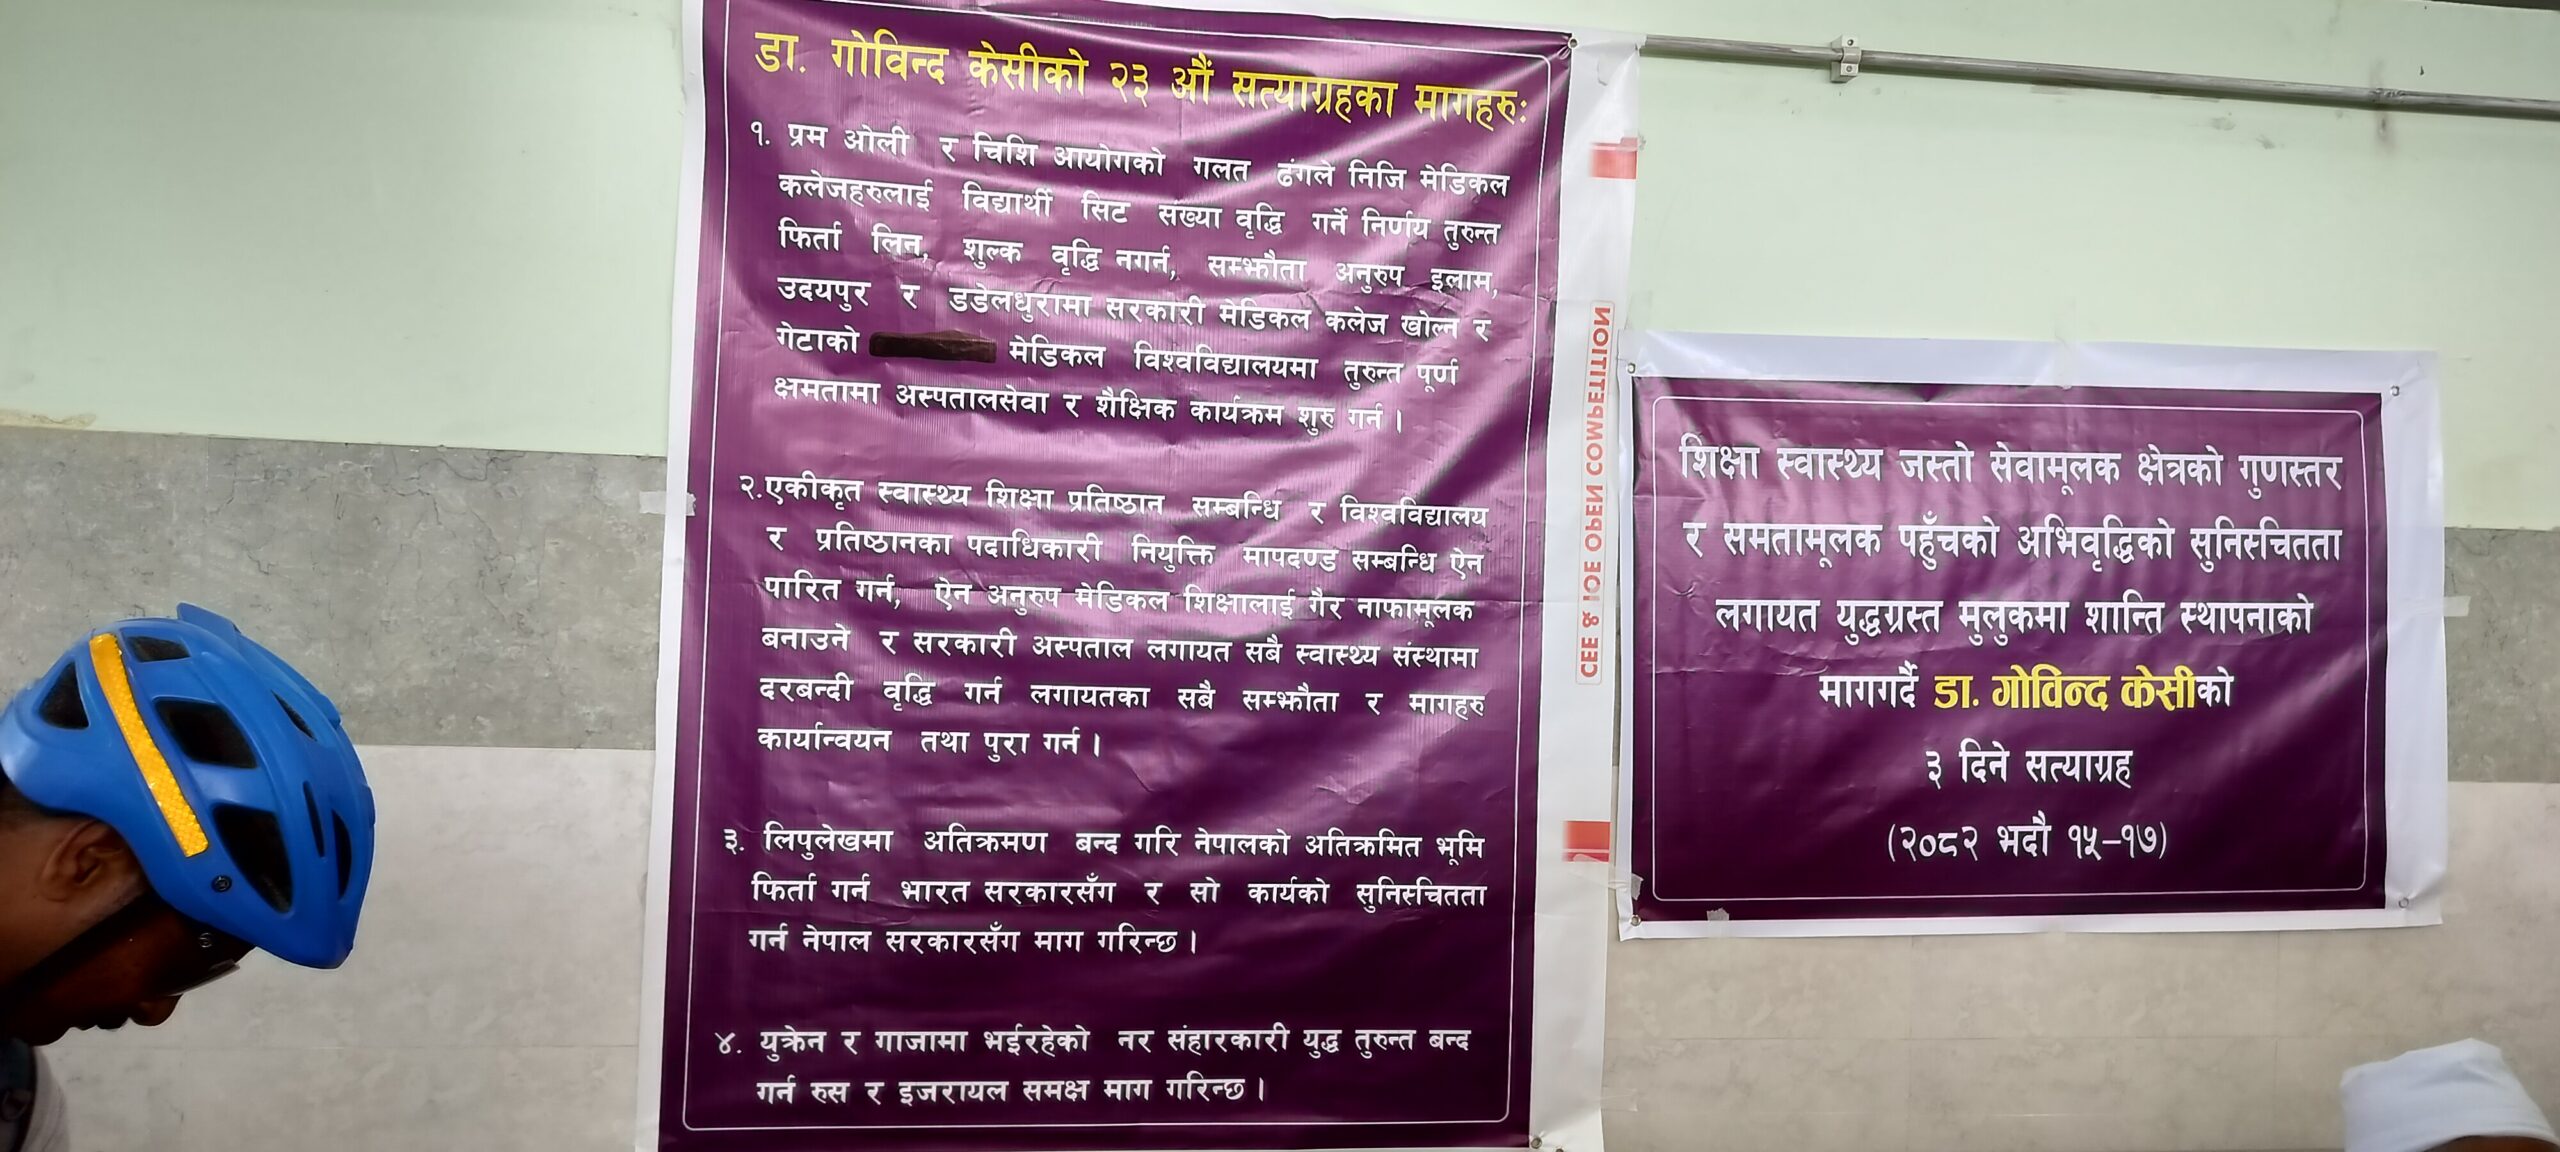 डा. गोविन्द केसीको २३ औं सत्याग्रहका मागहरुः
१. प्रम ओली र चिशि आयोगको गलत ढंगले निजि मेडिकल
कलेजहरुलाई विद्यार्थी सिट संख्या वृद्धि गर्ने निर्णय तुरुन्त
फिर्ता लिन, शुल्क वृद्धि नगर्न, सम्झौता अनुरुप इलाम,
उदयपुर र डडेलधुरामा सरकारी मेडिकल कलेज खोल्न र
गेटाको मेडिकल विश्वविद्यालयमा तुरुन्त पूर्ण
क्षमतामा अस्पतालसेवा र शैक्षिक कार्यक्रम शुरु गर्न ।
२.एकीकृत स्वास्थ्य शिक्षा प्रतिष्ठान सम्बन्धि र विश्वविद्यालय
र प्रतिष्ठानका पदाधिकारी नियुक्ति मापदण्ड सम्बन्धि ऐन
पारित गर्न, ऐन अनुरुप मेडिकल शिक्षालाई गैर नाफामूलक
बनाउने र सरकारी अस्पताल लगायत सबै स्वास्थ्य संस्थामा
दरबन्दी वृद्धि गर्न लगायतका सबै सम्झौता र मागहरु
कार्यान्वयन तथा पुरा गर्न ।
३. लिपुलेखमा अतिक्रमण बन्द गरि नेपालको अतिक्रमित भूमि
फिर्ता गर्न भारत सरकारसँग र सो कार्यको सुनिस्चितता
गर्न नेपाल सरकारसँग माग गरिन्छ ।
४. युक्रेन र गाजामा भईरहेको नर संहारकारी युद्ध तुरुन्त बन्द
गर्न रुस र इजरायल समक्ष माग गरिन्छ ।
CEE & IOE OPEN COMPETITION
शिक्षा स्वास्थ्य जस्तो सेवामूलक क्षेत्रको गुणस्तर
र समतामूलक पहुँचको अभिवृद्धिको सुनिस्चितता
लगायत युद्धग्रस्त मुलुकमा शान्ति स्थापनाको
मागगर्दै डा. गोविन्द केसीको
३ दिने सत्याग्रह
(२०८२ भदौ १५-१७)